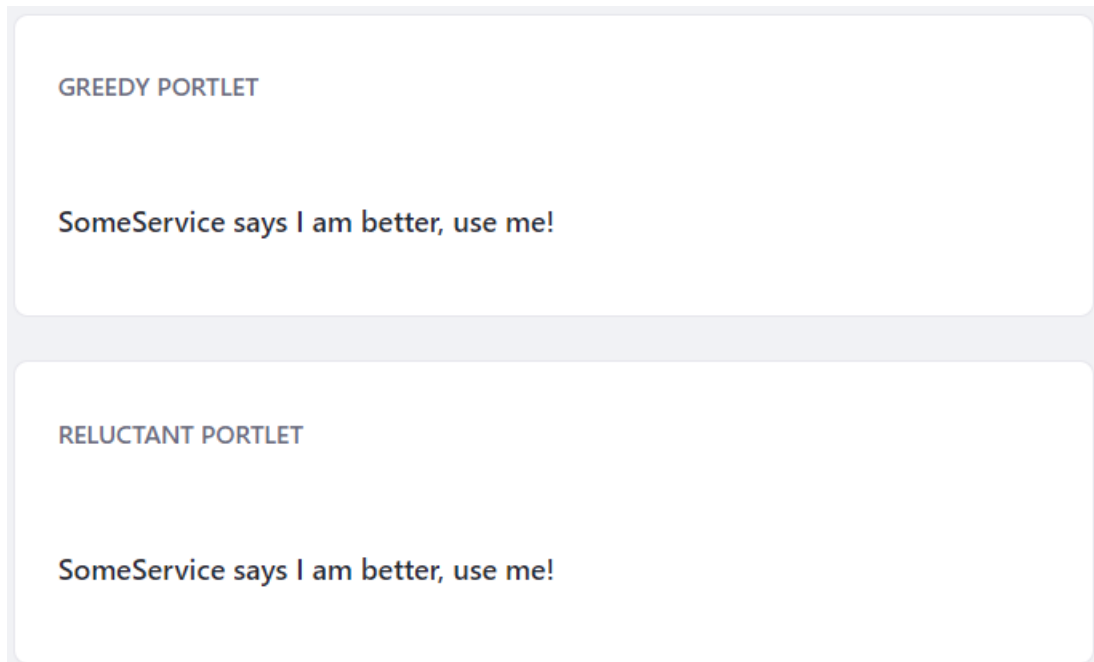 GREEDY PORTLET
SomeService says I am better, use me!
RELUCTANT PORTLET
SomeService says I am better, use me!